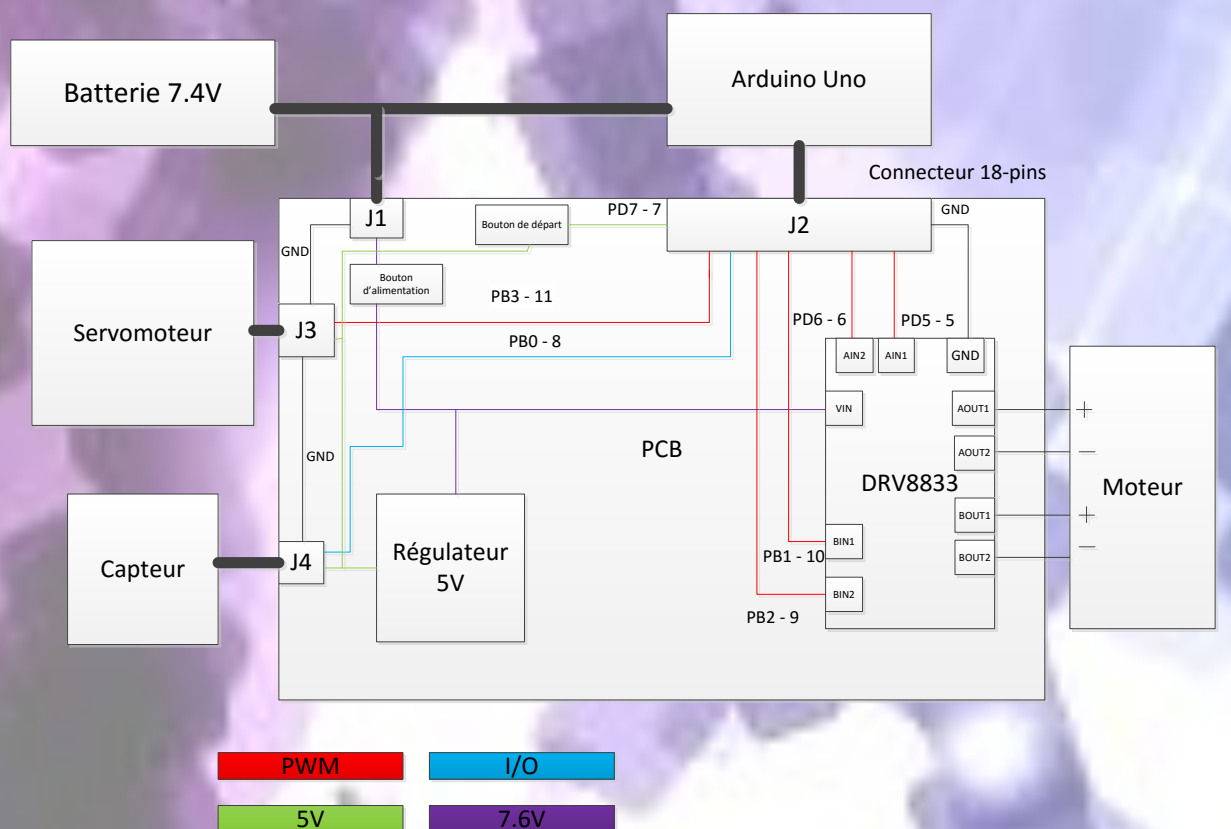 Batterie 7.4V
Arduino Uno
Connecteur 18-pins
J1
Bouton de départ
PD7 - 7
J2
GND
GND
Bouton
d'alimentation
PB3 - 11
Servomoteur
J3
PB0 - 8
PD6 - 6
PD5 - 5
AIN2
AIN1
GND
VIN
AOUT1
+
GND
PCB
AOUT2
—
DRV8833
Moteur
BOUT1
+
Capteur
J4
Régulateur
5V
PB1 - 10
BIN1
BOUT2
—
BIN2
PB2 - 9
PWM
I/O
5V
7.6V